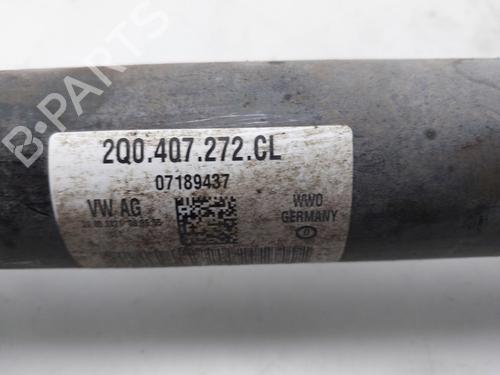 B-PARTS
2Q0.407.272.CL
07189437
VW AG
WWO
GERMANY